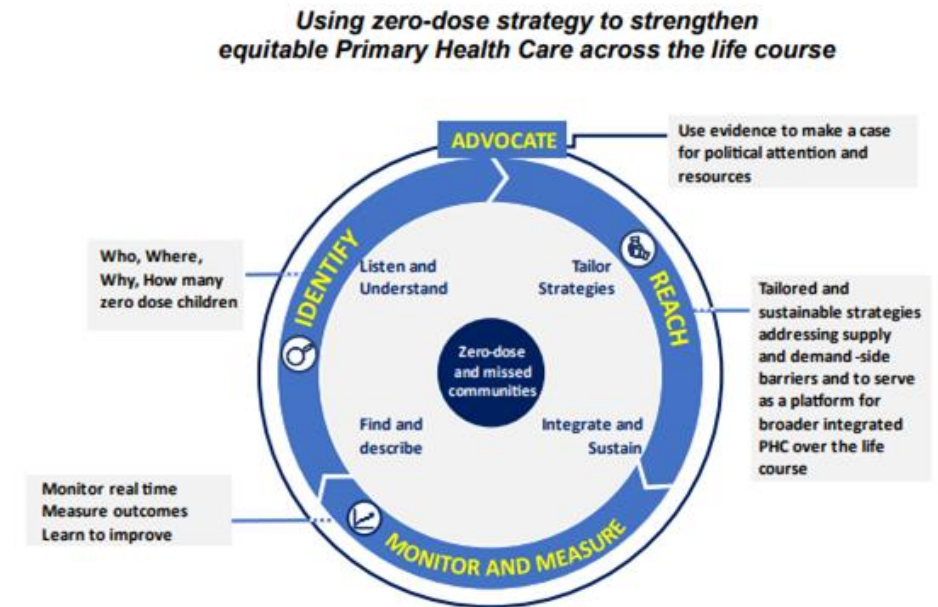 Using zero-dose strategy to strengthen
equitable Primary Health Care across the life course
ADVOCATE
Use evidence to make a case
for political attention and
resources
IDENTIFY
Who, Where,
Why, How many
zero dose children
Listen and
Understand
Tailor
Strategies
REACH
Tailored and
sustainable strategies
addressing supply
and demand -side
barriers and to serve
as a platform for
broader integrated
PHC over the life
course
Zero-dose
and missed
communities
Find and
describe
Integrate and
Sustain
Monitor real time
Measure outcomes
Learn to improve
MONITOR AND MEASURE